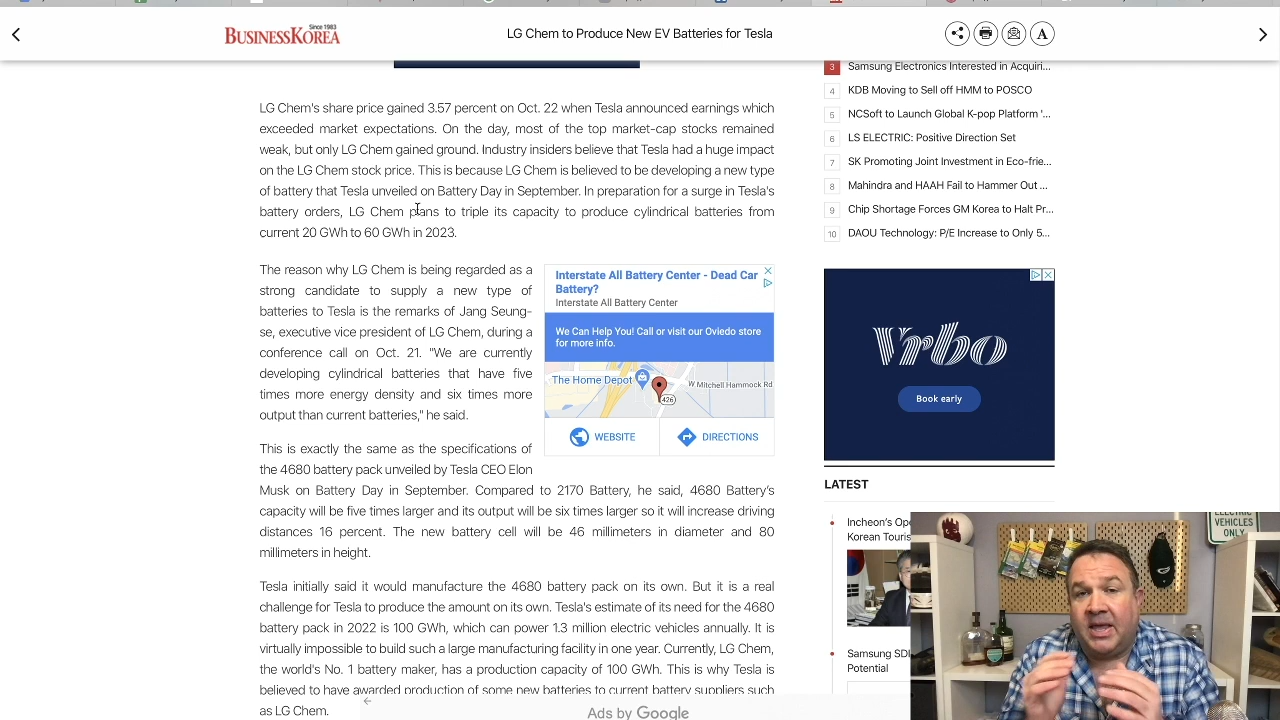 Since 1983
BUSINESSKOREA
LG Chem to Produce New EV Batteries for Tesla
A
LG Chem's share price gained 3.57 percent on Oct. 22 when Tesla announced earnings which
exceeded market expectations. On the day, most of the top market-cap stocks remained
weak, but only LG Chem gained ground. Industry insiders believe that Tesla had a huge impact
on the LG Chem stock price. This is because LG Chem is believed to be developing a new type
of battery that Tesla unveiled on Battery Day in September. In preparation for a surge in Tesla's
battery orders, LG Chem plans to triple its capacity to produce cylindrical batteries from
current 20 GWh to 60 GWh in 2023.
The reason why LG Chem is being regarded as a
strong candidate to supply a new type of
batteries to Tesla is the remarks of Jang Seung-
se, executive vice president of LG Chem, during a
conference call on Oct. 21. "We are currently
developing cylindrical batteries that have five
times more energy density and six times more
output than current batteries," he said.
Interstate All Battery Center - Dead Car
Battery?
Interstate All Battery Center
We Can Help You! Call or visit our Oviedo store
for more info.
The Home Depot
W Mitchell Hammock Rd
426
WEBSITE
DIRECTIONS
This is exactly the same as the specifications of
the 4680 battery pack unveiled by Tesla CEO Elon
Musk on Battery Day in September. Compared to 2170 Battery, he said, 4680 Battery's
capacity will be five times larger and its output will be six times larger so it will increase driving
distances 16 percent. The new battery cell will be 46 millimeters in diameter and 80
millimeters in height.
Tesla initially said it would manufacture the 4680 battery pack on its own. But it is a real
challenge for Tesla to produce the amount on its own. Tesla's estimate of its need for the 4680
battery pack in 2022 is 100 GWh, which can power 1.3 million electric vehicles annually. It is
virtually impossible to build such a large manufacturing facility in one year. Currently, LG Chem,
the world's No. 1 battery maker, has a production capacity of 100 GWh. This is why Tesla is
believed to have awarded production of some new batteries to current battery suppliers such
as LG Chem.
Ads by Google
3 Samsung Electronics Interested in Acquiri...
4 KDB Moving to Sell off HMM to POSCO
5 NCSoft to Launch Global K-pop Platform '...
6 LS ELECTRIC: Positive Direction Set
7 SK Promoting Joint Investment in Eco-frie...
8 Mahindra and HAAH Fail to Hammer Out ...
9 Chip Shortage Forces GM Korea to Halt Pr...
10 DAOU Technology: P/E Increase to Only 5...
Vrbo
Book early
LATEST
Incheon's Op
Korean Touris
Samsung SDI
Potential
ELECTRIC
VEHICLES
ONLY